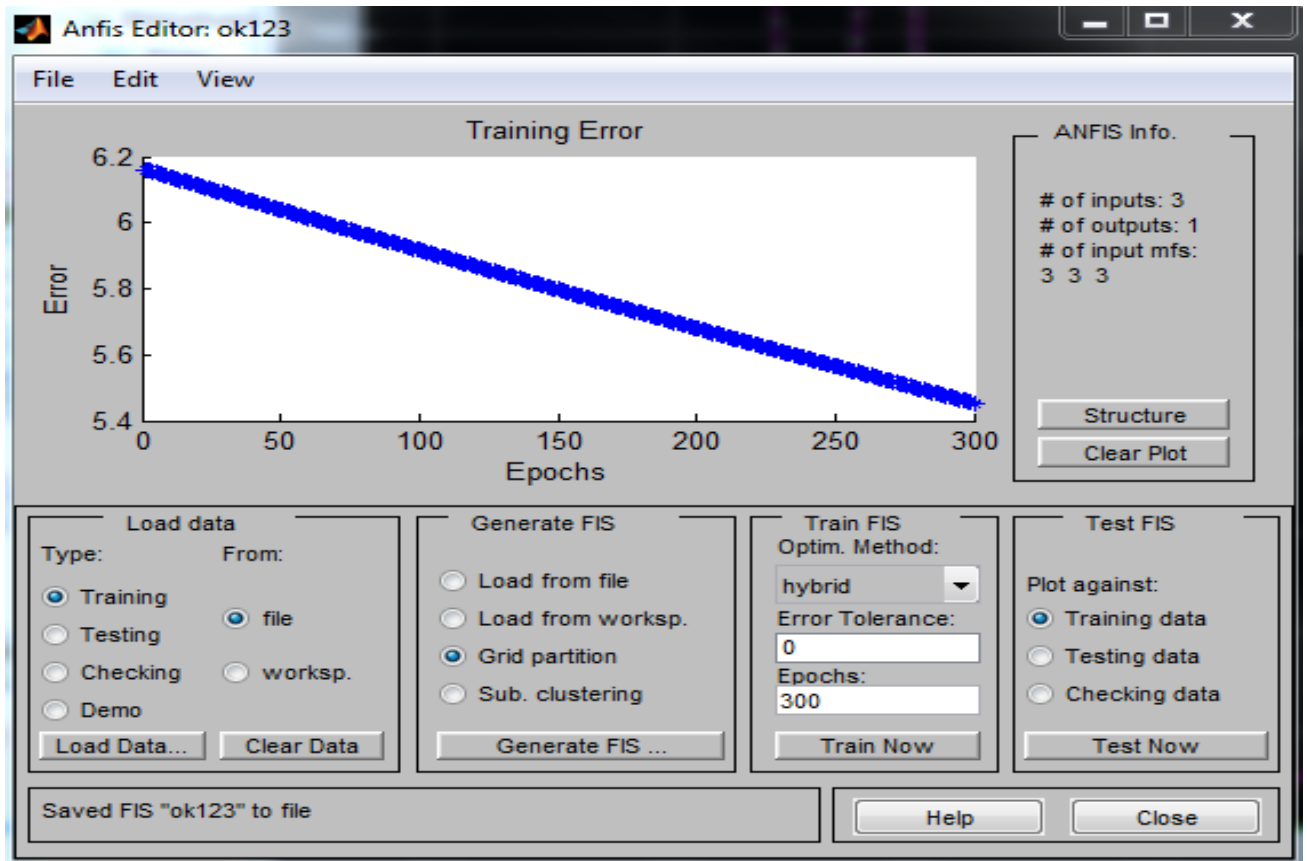 Anfis Editor: ok123
File Edit View
Training Error
6.2
6
5.8
5.6
5.4
Error
0 50 100 150 200 250 300
Epochs
ANFIS Info.
# of inputs: 3
# of outputs: 1
# of input mfs:
3 3 3
Structure
Clear Plot
Load data
Type: From:
Training
file
Testing
Checking
worksp.
Demo
Load Data... Clear Data
Generate FIS
Load from file
Load from worksp.
Grid partition
Sub. clustering
Generate FIS ...
Train FIS
Optim. Method:
hybrid
Error Tolerance:
0
Epochs:
300
Train Now
Test FIS
Plot against:
Training data
Testing data
Checking data
Test Now
Saved FIS "ok123" to file
Help Close